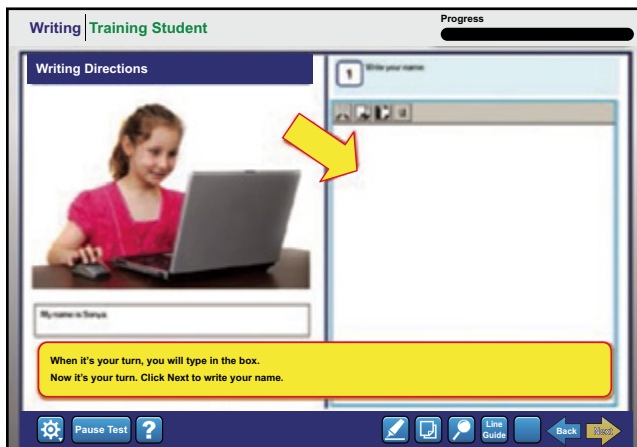 Writing Training Student
Progress
Writing Directions
1 Write your name:
My name is Sonya.
When it's your turn, you will type in the box.
Now it's your turn. Click Next to write your name.
Pause Test ? Line Guide Back Next